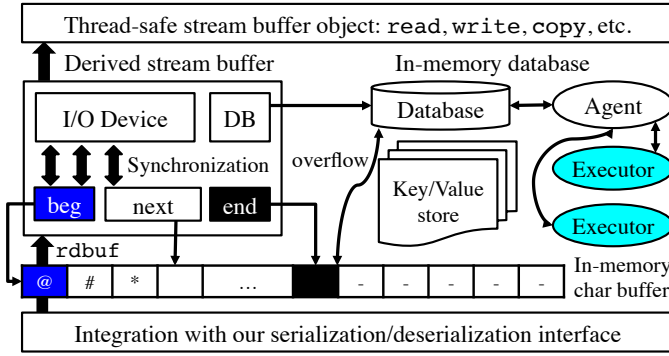 Thread-safe stream buffer object: read, write, copy, etc.
Derived stream buffer
In-memory database
I/O Device
DB
Database
Agent
Synchronization
overflow
Key/Value
store
Executor
beg
next
end
Executor
rdbuf
In-memory
char buffer
@ # * … - - - - -
Integration with our serialization/deserialization interface